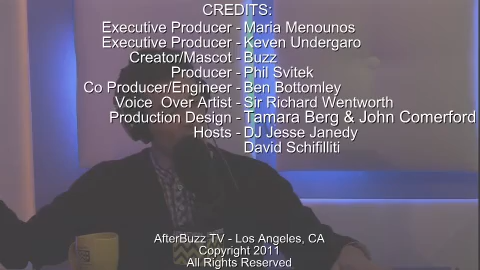 CREDITS:
Executive Producer - Maria Menounos
Executive Producer - Keven Undergaro
Creator/Mascot - Buzz
Producer - Phil Svitek
Co Producer/Engineer - Ben Bottomley
Voice Over Artist - Sir Richard Wentworth
Production Design - Tamara Berg & John Comerford
Hosts - DJ Jesse Janedy
David Schifilliti
AfterBuzz TV - Los Angeles, CA
Copyright 2011
All Rights Reserved